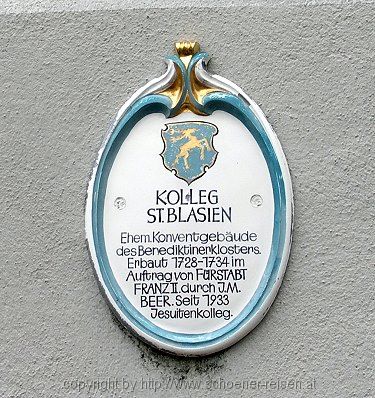 KOLLEG
ST. BLASIEN
Ehem. Konventgebäude
des Benediktinerklosters.
Erbaut 1728-1734 im
Auftrag von FÜRSTABT
FRANZ II. durch J.M.
BEER. Seit 1933
Jesuitenkolleg.
copyright by http://www.schoener-reisen.at